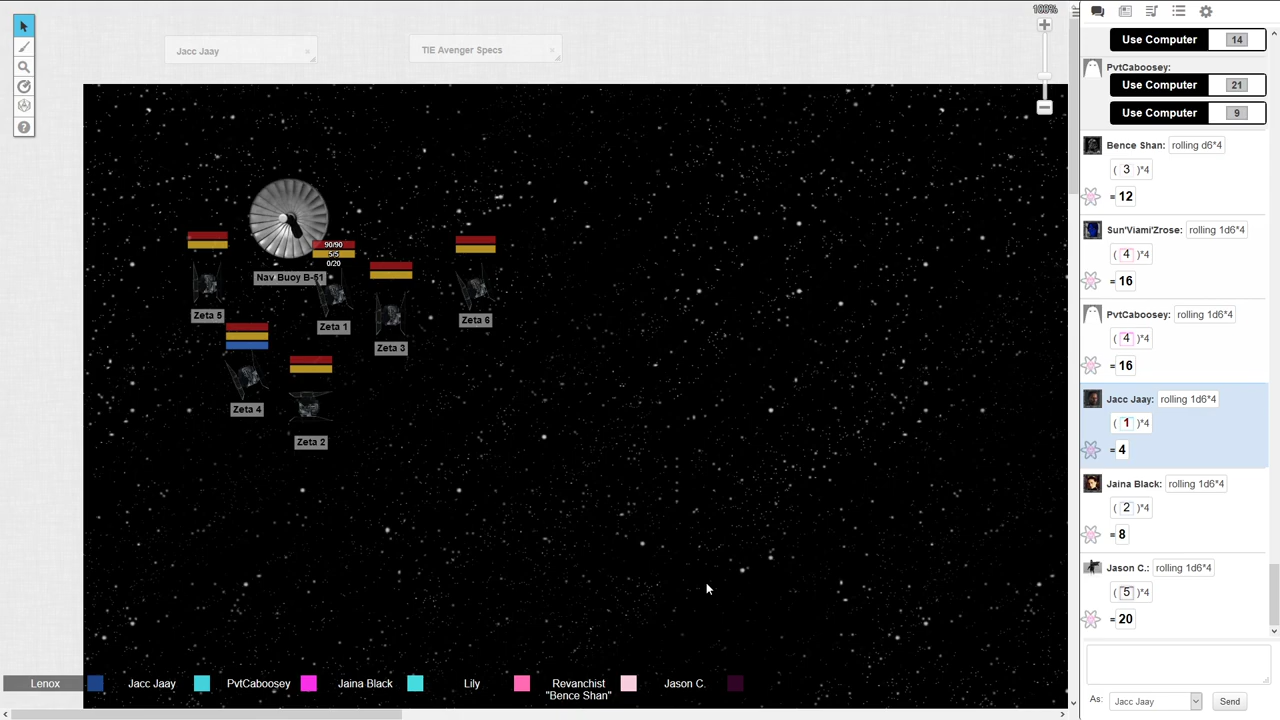 100%
Jacc Jaay
TIE Avenger Specs
90/90
5/5
0/20
Nav Buoy B-51
Zeta 5
Zeta 1
Zeta 6
Zeta 3
Zeta 4
Zeta 2
Lenox
Jacc Jaay
PvtCaboosey
Jaina Black
Lily
Revanchist
"Bence Shan"
Jason C.
Use Computer 14
PvtCaboosey:
Use Computer 21
Use Computer 9
Bence Shan: rolling d6*4
( 3 )*4
= 12
Sun'Viami'Zrose: rolling 1d6*4
( 4 )*4
= 16
PvtCaboosey: rolling 1d6*4
( 4 )*4
= 16
Jacc Jaay: rolling 1d6*4
( 1 )*4
= 4
Jaina Black: rolling 1d6*4
( 2 )*4
= 8
Jason C.: rolling 1d6*4
( 5 )*4
= 20
As: Jacc Jaay Send